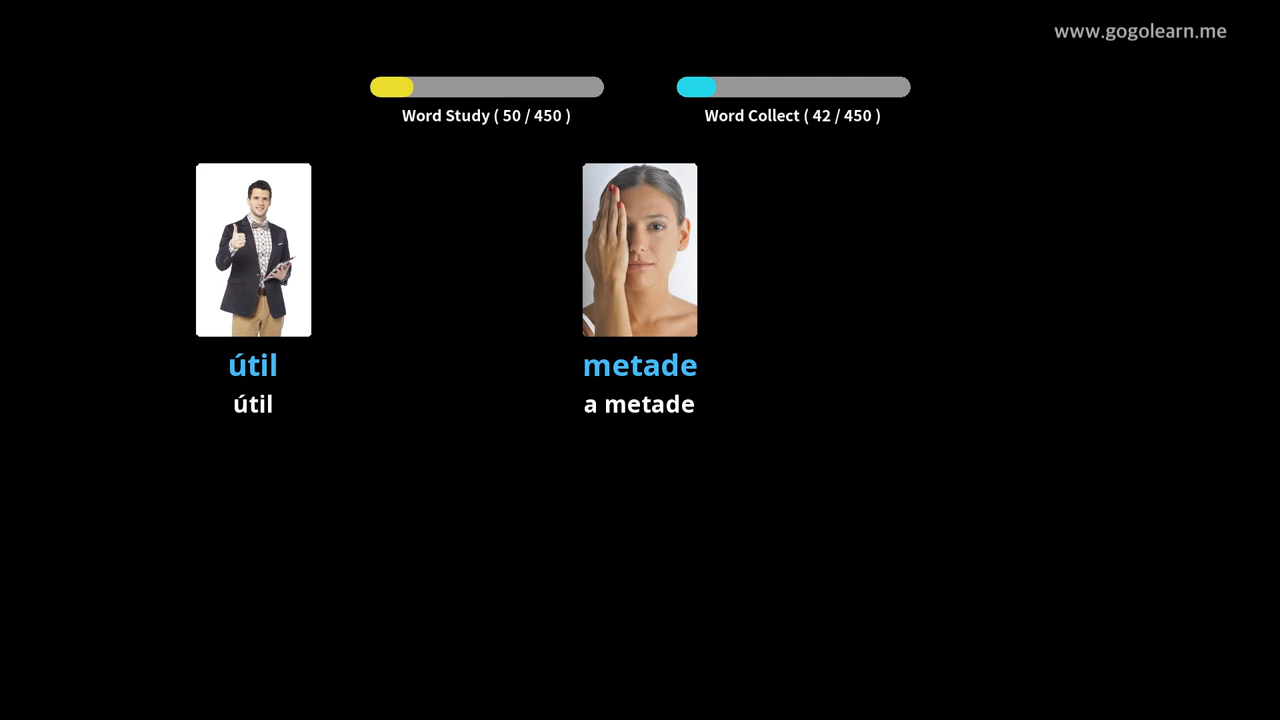 www.gogolearn.me
Word Study ( 50 / 450 )
Word Collect ( 42 / 450 )
útil
útil
metade
a metade